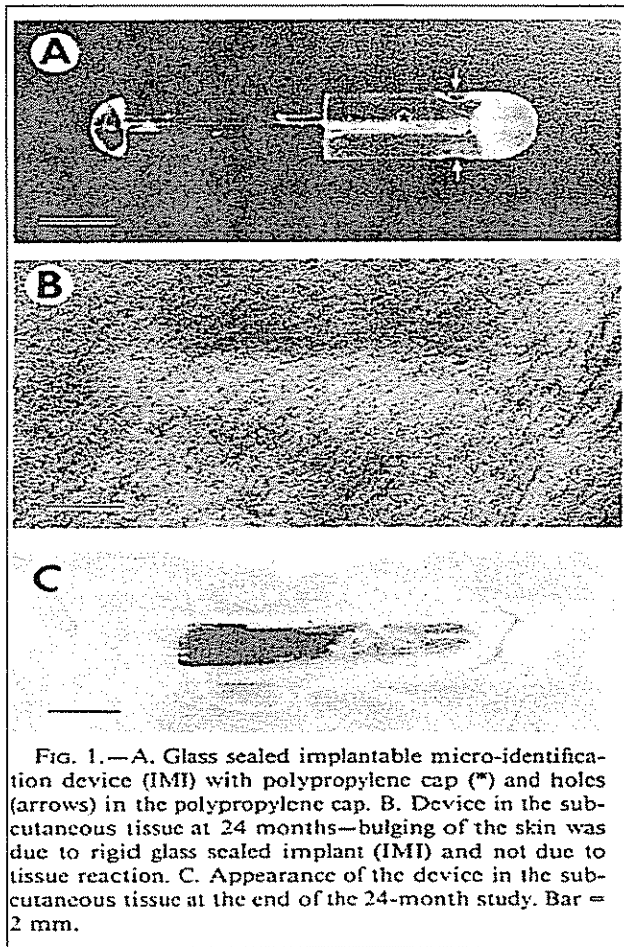 A
*
B
C
FIG. 1.—A. Glass sealed implantable micro-identifica-
tion device (IMI) with polypropylene cap (*) and holes
(arrows) in the polypropylene cap. B. Device in the sub-
cutaneous tissue at 24 months—bulging of the skin was
due to rigid glass sealed implant (IMI) and not due to
tissue reaction. C. Appearance of the device in the sub-
cutaneous tissue at the end of the 24-month study. Bar =
2 mm.